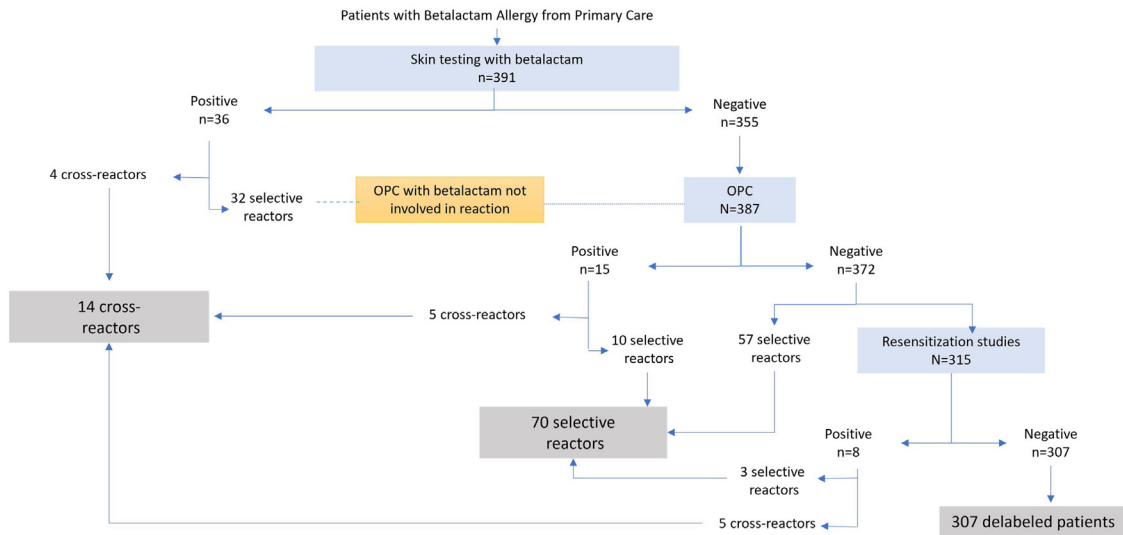 Patients with Betalactam Allergy from Primary Care
Skin testing with betalactam
n=391
Positive
n=36
Negative
n=355
4 cross-reactors
32 selective
reactors
OPC with betalactam not
involved in reaction
OPC
N=387
Positive
n=15
Negative
n=372
14 cross-
reactors
5 cross-reactors
10 selective
reactors
57 selective
reactors
Resensitization studies
N=315
70 selective
reactors
Positive
n=8
Negative
n=307
3 selective
reactors
5 cross-reactors
307 delabeled patients